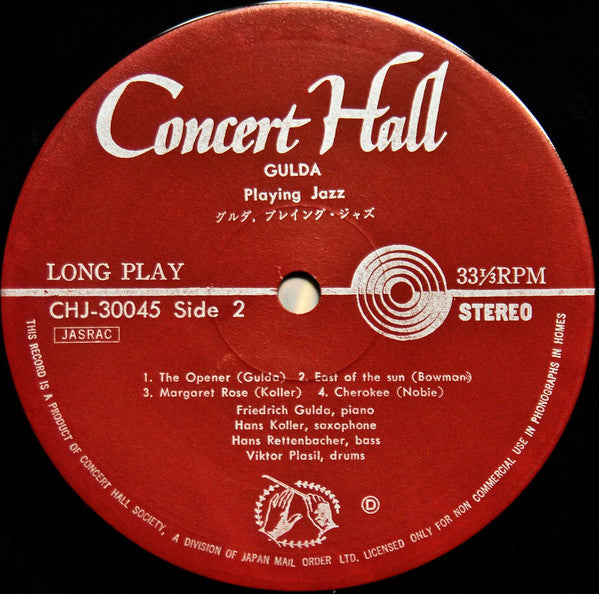 Concert Hall
GULDA
Playing Jazz
グルダ, プレイング・ジャズ
LONG PLAY
33 1/3 RPM
CHJ-30045 Side 2
STEREO
JASRAC
1. The Opener (Gulda) 2. East of the sun (Bowman)
3. Margaret Rose (Koller) 4. Cherokee (Nobie)
Friedrich Gulda, piano
Hans Koller, saxophone
Hans Rettenbacher, bass
Viktor Plasil, drums
D
THIS RECORD IS A PRODUCT OF CONCERT HALL SOCIETY, A DIVISION OF JAPAN MAIL ORDER LTD. LICENSED ONLY FOR NON COMMERCIAL USE IN PHONOGRAPHS IN HOMES